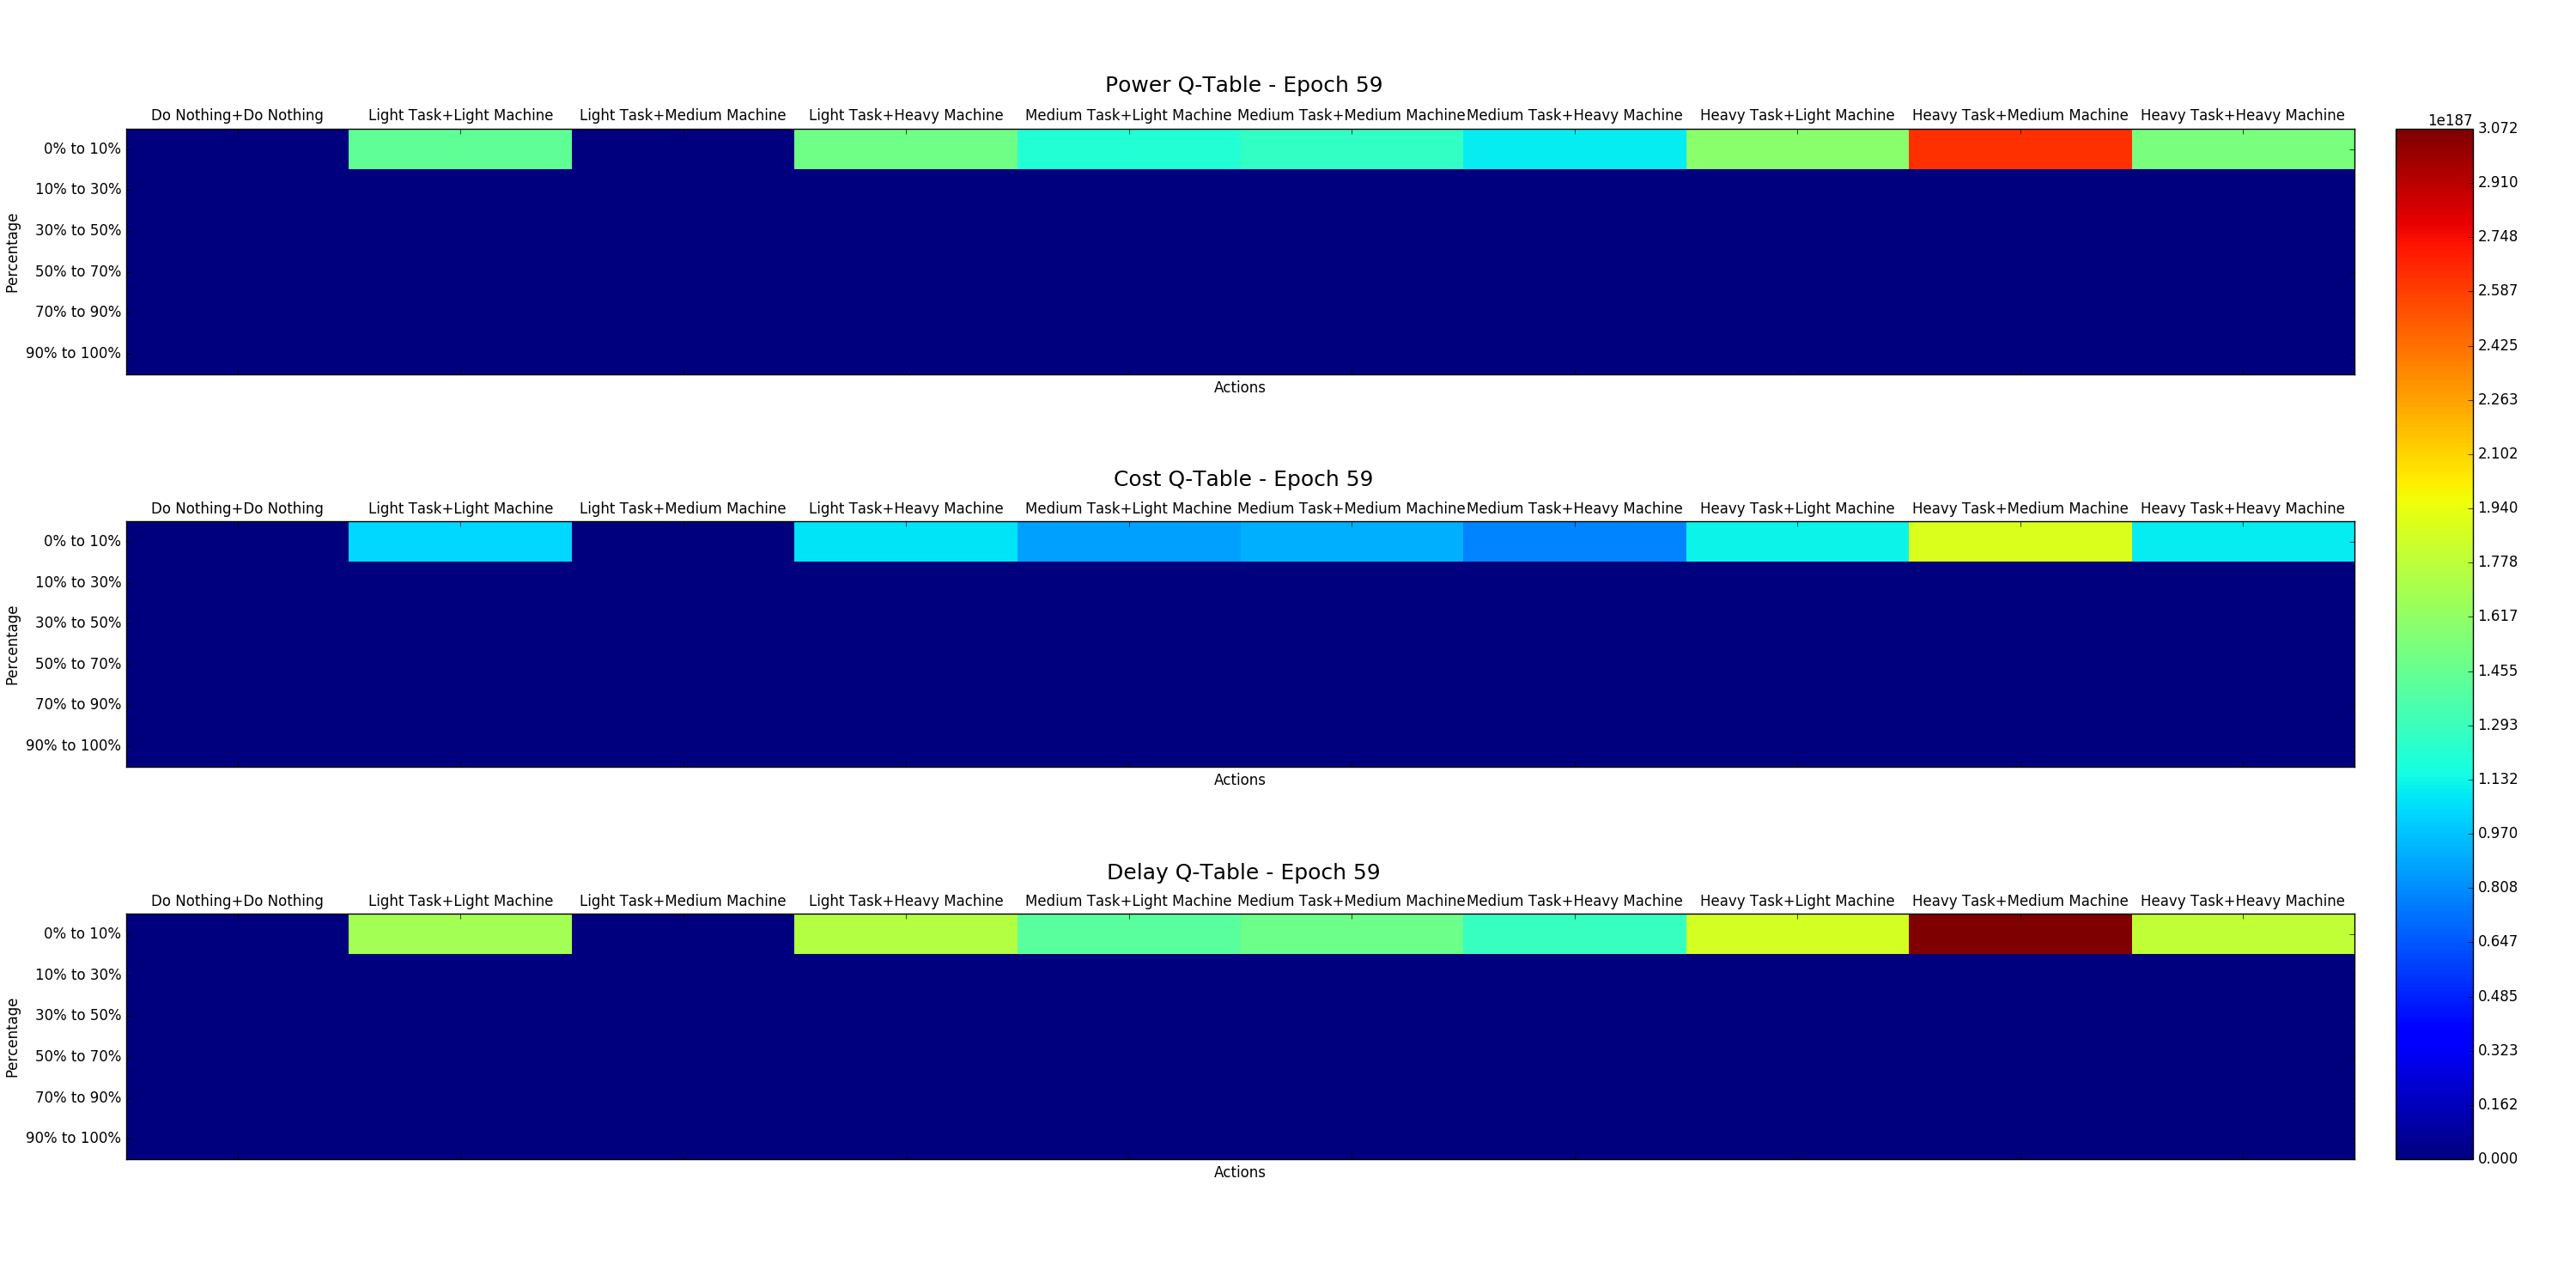 Power Q-Table - Epoch 59
Do Nothing+Do Nothing Light Task+Light Machine Light Task+Medium Machine Light Task+Heavy Machine Medium Task+Light Machine Medium Task+Medium Machine Medium Task+Heavy Machine Heavy Task+Light Machine Heavy Task+Medium Machine Heavy Task+Heavy Machine
0% to 10%
10% to 30%
30% to 50%
50% to 70%
70% to 90%
90% to 100%
Percentage
Actions
Cost Q-Table - Epoch 59
Do Nothing+Do Nothing Light Task+Light Machine Light Task+Medium Machine Light Task+Heavy Machine Medium Task+Light Machine Medium Task+Medium Machine Medium Task+Heavy Machine Heavy Task+Light Machine Heavy Task+Medium Machine Heavy Task+Heavy Machine
0% to 10%
10% to 30%
30% to 50%
50% to 70%
70% to 90%
90% to 100%
Percentage
Actions
Delay Q-Table - Epoch 59
Do Nothing+Do Nothing Light Task+Light Machine Light Task+Medium Machine Light Task+Heavy Machine Medium Task+Light Machine Medium Task+Medium Machine Medium Task+Heavy Machine Heavy Task+Light Machine Heavy Task+Medium Machine Heavy Task+Heavy Machine
0% to 10%
10% to 30%
30% to 50%
50% to 70%
70% to 90%
90% to 100%
Percentage
Actions
1e187
3.072
2.910
2.748
2.587
2.425
2.263
2.102
1.940
1.778
1.617
1.455
1.293
1.132
0.970
0.808
0.647
0.485
0.323
0.162
0.000